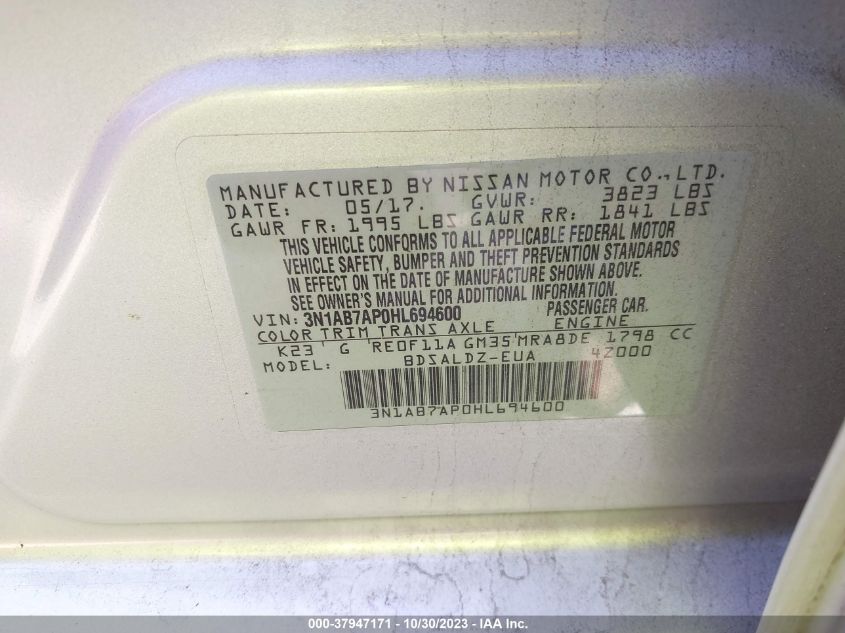 MANUFACTURED BY NISSAN MOTOR CO., LTD.
DATE: 05/17. GVWR: 3823 LBS
GAWR FR: 1995 LBS GAWR RR: 1841 LBS
THIS VEHICLE CONFORMS TO ALL APPLICABLE FEDERAL MOTOR
VEHICLE SAFETY, BUMPER AND THEFT PREVENTION STANDARDS
IN EFFECT ON THE DATE OF MANUFACTURE SHOWN ABOVE.
SEE OWNER'S MANUAL FOR ADDITIONAL INFORMATION.
VIN: 3N1AB7AP0HL694600 PASSENGER CAR.
COLOR TRIM TRANS AXLE ENGINE
K23 G RE0F11A GM35 MRA8DE 1798 CC
MODEL: BDSALDZ-EUA 4Z000
3N1AB7AP0HL694600
000-37947171 - 10/30/2023 - IAA Inc.